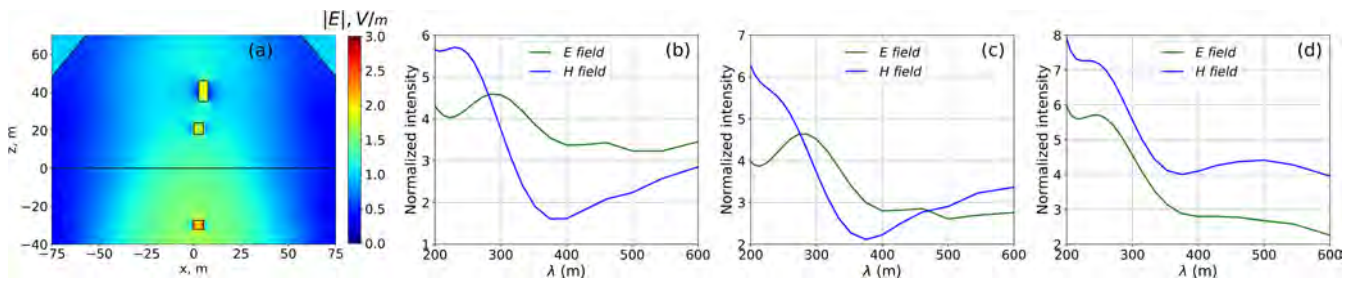 |E|, V/m
(a)
z, m
60
40
20
0
−20
−40
−75
−50
−25
0
25
50
75
x, m
3.0
2.5
2.0
1.5
1.0
0.5
0.0
(b)
E field
H field
Normalized intensity
6
5
4
3
2
1
200
300
400
500
600
λ (m)
(c)
E field
H field
Normalized intensity
7
6
5
4
3
2
200
300
400
500
600
λ (m)
(d)
E field
H field
Normalized intensity
8
7
6
5
4
3
2
200
300
400
500
600
λ (m)